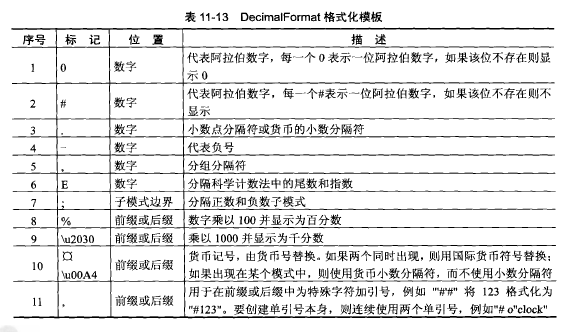 表 11-13 DecimalFormat 格式化模板
序号 标 记 位 置 描 述
1 0 数字 代表阿拉伯数字，每一个 0 表示一位阿拉伯数字，如果该位不存在则显
示 0
2 # 数字 代表阿拉伯数字，每一个#表示一位阿拉伯数字，如果该位不存在则不
显示
3 . 数字 小数点分隔符或货币的小数分隔符
4 - 数字 代表负号
5 , 数字 分组分隔符
6 E 数字 分隔科学计数法中的尾数和指数
7 ; 子模式边界 分隔正数和负数子模式
8 % 前缀或后缀 数字乘以 100 并显示为百分数
9 \u2030 前缀或后缀 乘以 1000 并显示为千分数
10 ¤
\u00A4 前缀或后缀 货币记号，由货币号替换。如果两个同时出现，则用国际货币符号替换；
如果出现在某个模式中，则使用货币小数分隔符，而不使用小数分隔符
11 ' 前缀或后缀 用于在前缀或后缀中为特殊字符加引号，例如 "'#'#" 将 123 格式化为
"#123"。要创建单引号本身，则连续使用两个单引号，例如"# o''clock"